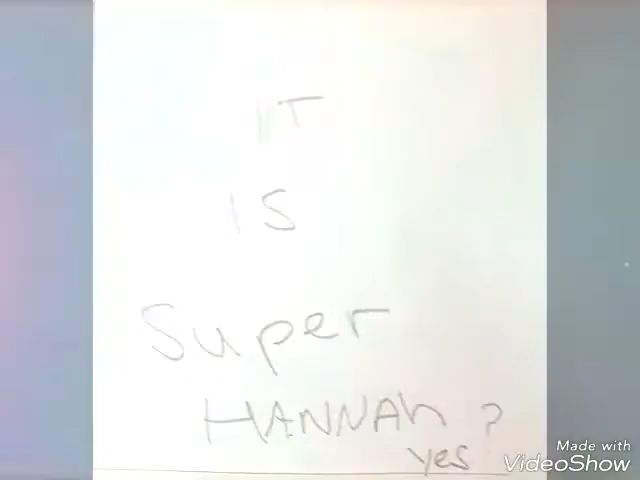 IT
IS
Super
HANNAH ?
yes
Made with
VideoShow